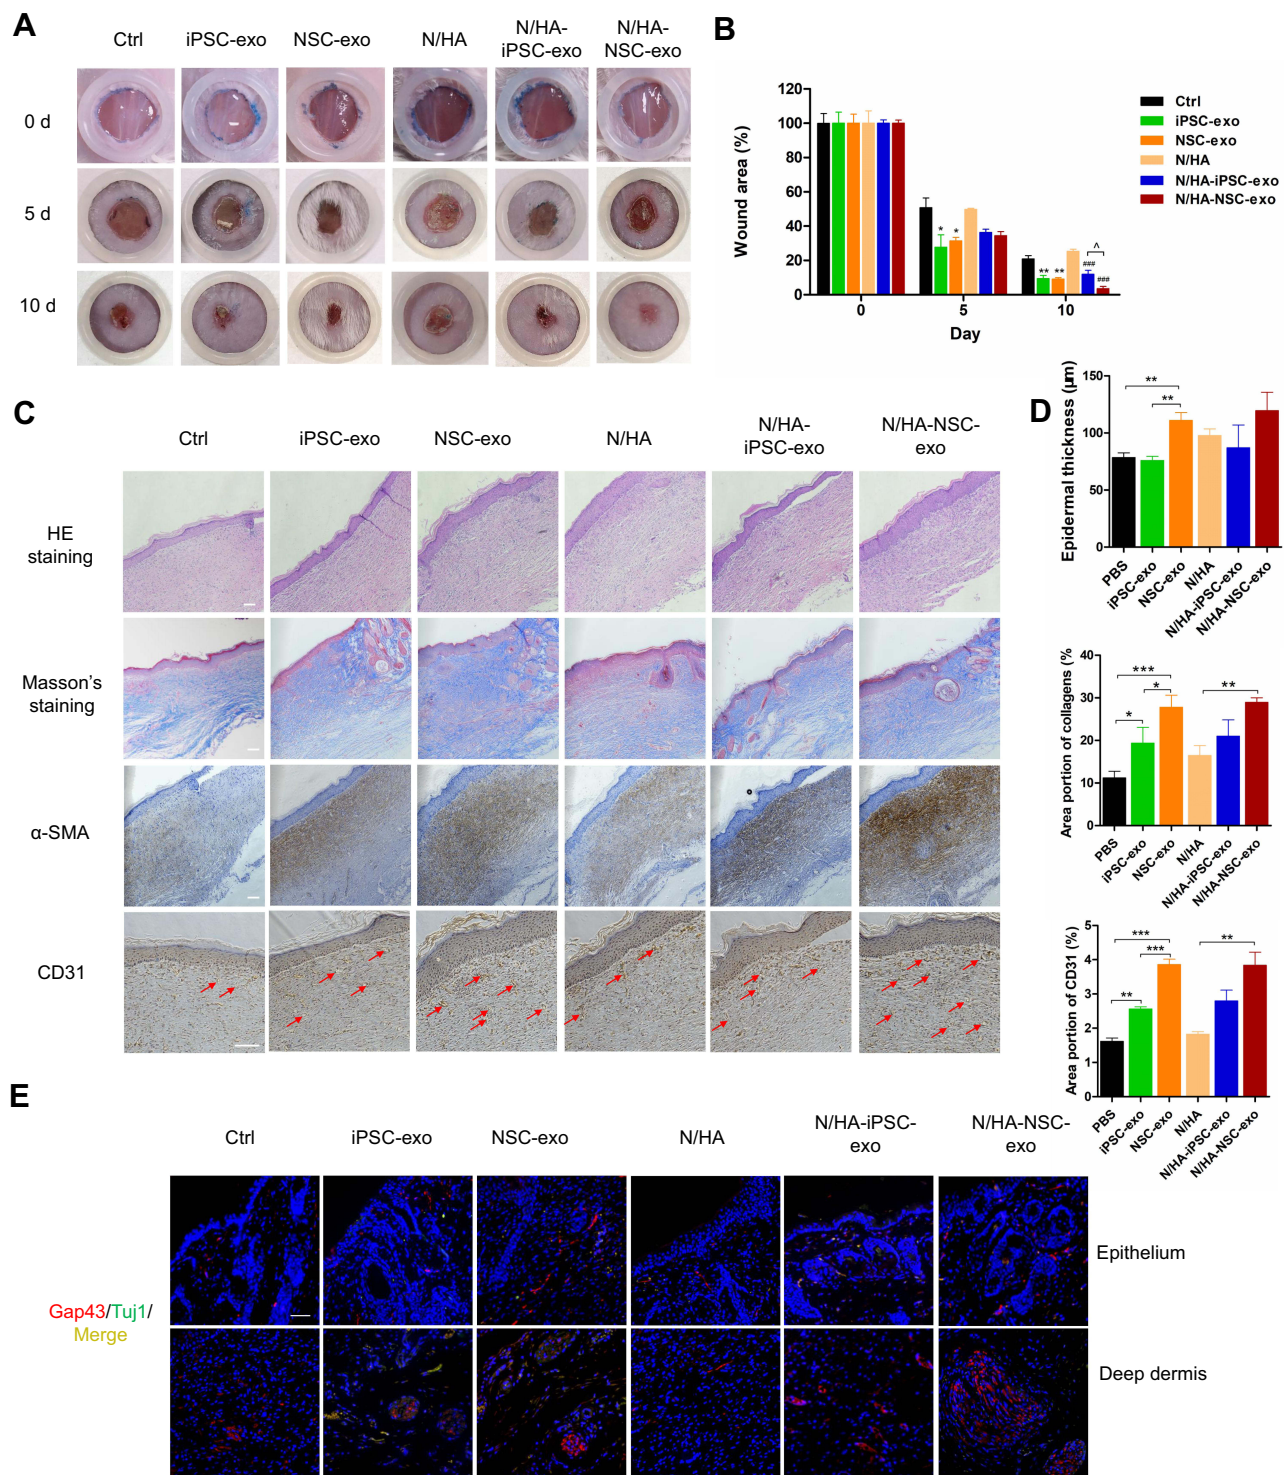 A
Ctrl
iPSC-exo
NSC-exo
N/HA
N/HA-
iPSC-exo
N/HA-
NSC-exo
0 d
5 d
10 d
B
Wound area (%)
120
100
80
60
40
20
0
* *
** **
###
^
###
0
5
10
Day
Ctrl
iPSC-exo
NSC-exo
N/HA
N/HA-iPSC-exo
N/HA-NSC-exo
C
Ctrl
iPSC-exo
NSC-exo
N/HA
N/HA-
iPSC-exo
N/HA-NSC-
exo
HE
staining
Masson's
staining
α-SMA
CD31
D
Epidermal thickness (μm)
150
100
50
0
**
**
PBS
iPSC-exo
NSC-exo
N/HA
N/HA-iPSC-exo
N/HA-NSC-exo
Area portion of collagens (%
40
30
20
10
0
***
*
*
**
PBS
iPSC-exo
NSC-exo
N/HA
N/HA-iPSC-exo
N/HA-NSC-exo
Area portion of CD31 (%)
5
4
3
2
1
0
***
***
**
**
PBS
iPSC-exo
NSC-exo
N/HA
N/HA-iPSC-exo
N/HA-NSC-exo
E
Ctrl
iPSC-exo
NSC-exo
N/HA
N/HA-iPSC-
exo
N/HA-NSC-
exo
Gap43/Tuj1/
Merge
Epithelium
Deep dermis